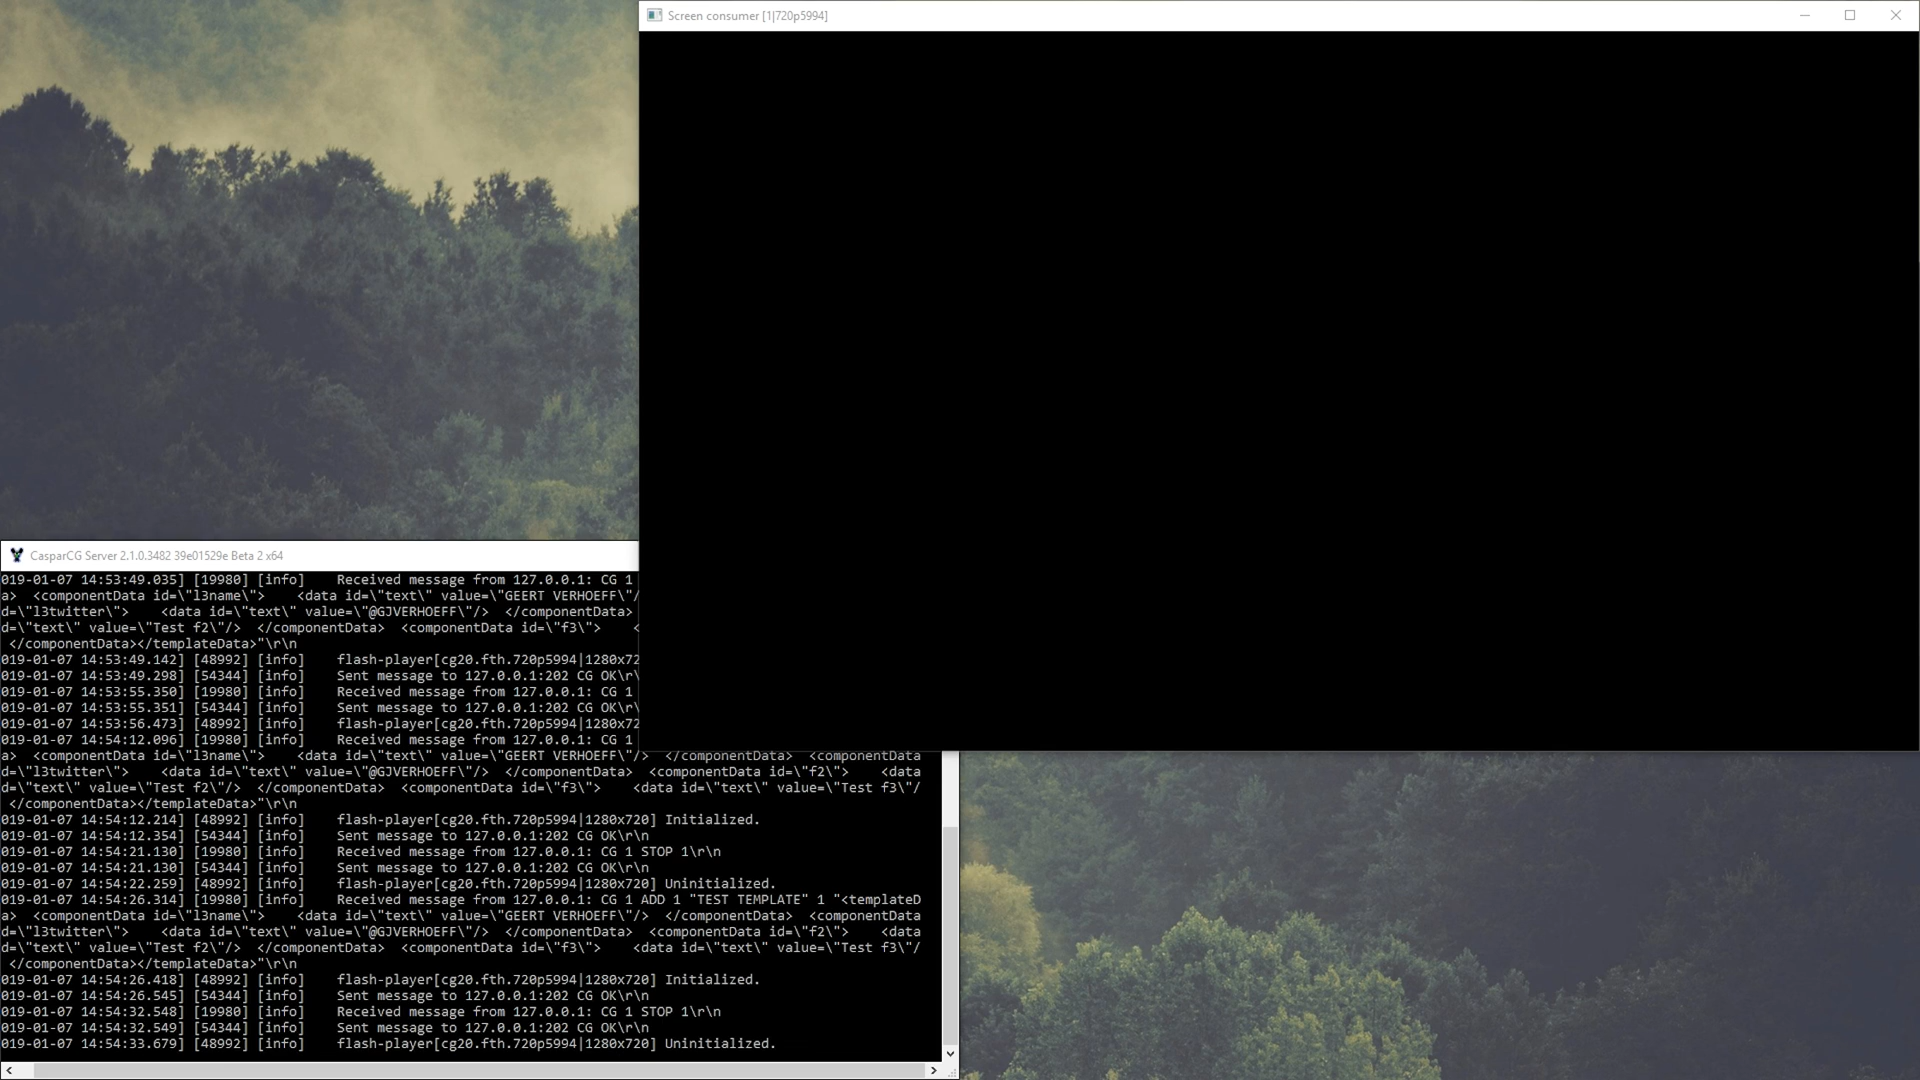 Screen consumer [1|720p5994]
CasparCG Server 2.1.0.3482 39e01529e Beta 2 x64
019-01-07 14:53:49.035] [19980] [info]    Received message from 127.0.0.1: CG 1
a>  <componentData id=\"l3name\">    <data id=\"text\" value=\"GEERT VERHOEFF\"/
d=\"l3twitter\">    <data id=\"text\" value=\"@GJVERHOEFF\"/>  </componentData>
d=\"text\" value=\"Test f2\"/>  </componentData>  <componentData id=\"f3\">    <
 </componentData></templateData>"\r\n
019-01-07 14:53:49.142] [48992] [info]    flash-player[cg20.fth.720p5994|1280x72
019-01-07 14:53:49.298] [54344] [info]    Sent message to 127.0.0.1:202 CG OK\r\
019-01-07 14:53:55.350] [19980] [info]    Received message from 127.0.0.1: CG 1
019-01-07 14:53:55.351] [54344] [info]    Sent message to 127.0.0.1:202 CG OK\r\
019-01-07 14:53:56.473] [48992] [info]    flash-player[cg20.fth.720p5994|1280x72
019-01-07 14:54:12.096] [19980] [info]    Received message from 127.0.0.1: CG 1
a>  <componentData id=\"l3name\">    <data id=\"text\" value=\"GEERT VERHOEFF\"/>  </componentData>  <componentData
d=\"l3twitter\">    <data id=\"text\" value=\"@GJVERHOEFF\"/>  </componentData>  <componentData id=\"f2\">    <data
d=\"text\" value=\"Test f2\"/>  </componentData>  <componentData id=\"f3\">    <data id=\"text\" value=\"Test f3\"/
 </componentData></templateData>"\r\n
019-01-07 14:54:12.214] [48992] [info]    flash-player[cg20.fth.720p5994|1280x720] Initialized.
019-01-07 14:54:12.354] [54344] [info]    Sent message to 127.0.0.1:202 CG OK\r\n
019-01-07 14:54:21.130] [19980] [info]    Received message from 127.0.0.1: CG 1 STOP 1\r\n
019-01-07 14:54:21.130] [54344] [info]    Sent message to 127.0.0.1:202 CG OK\r\n
019-01-07 14:54:22.259] [48992] [info]    flash-player[cg20.fth.720p5994|1280x720] Uninitialized.
019-01-07 14:54:26.314] [19980] [info]    Received message from 127.0.0.1: CG 1 ADD 1 "TEST TEMPLATE" 1 "<templateD
a>  <componentData id=\"l3name\">    <data id=\"text\" value=\"GEERT VERHOEFF\"/>  </componentData>  <componentData
d=\"l3twitter\">    <data id=\"text\" value=\"@GJVERHOEFF\"/>  </componentData>  <componentData id=\"f2\">    <data
d=\"text\" value=\"Test f2\"/>  </componentData>  <componentData id=\"f3\">    <data id=\"text\" value=\"Test f3\"/
 </componentData></templateData>"\r\n
019-01-07 14:54:26.418] [48992] [info]    flash-player[cg20.fth.720p5994|1280x720] Initialized.
019-01-07 14:54:26.545] [54344] [info]    Sent message to 127.0.0.1:202 CG OK\r\n
019-01-07 14:54:32.548] [19980] [info]    Received message from 127.0.0.1: CG 1 STOP 1\r\n
019-01-07 14:54:32.549] [54344] [info]    Sent message to 127.0.0.1:202 CG OK\r\n
019-01-07 14:54:33.679] [48992] [info]    flash-player[cg20.fth.720p5994|1280x720] Uninitialized.